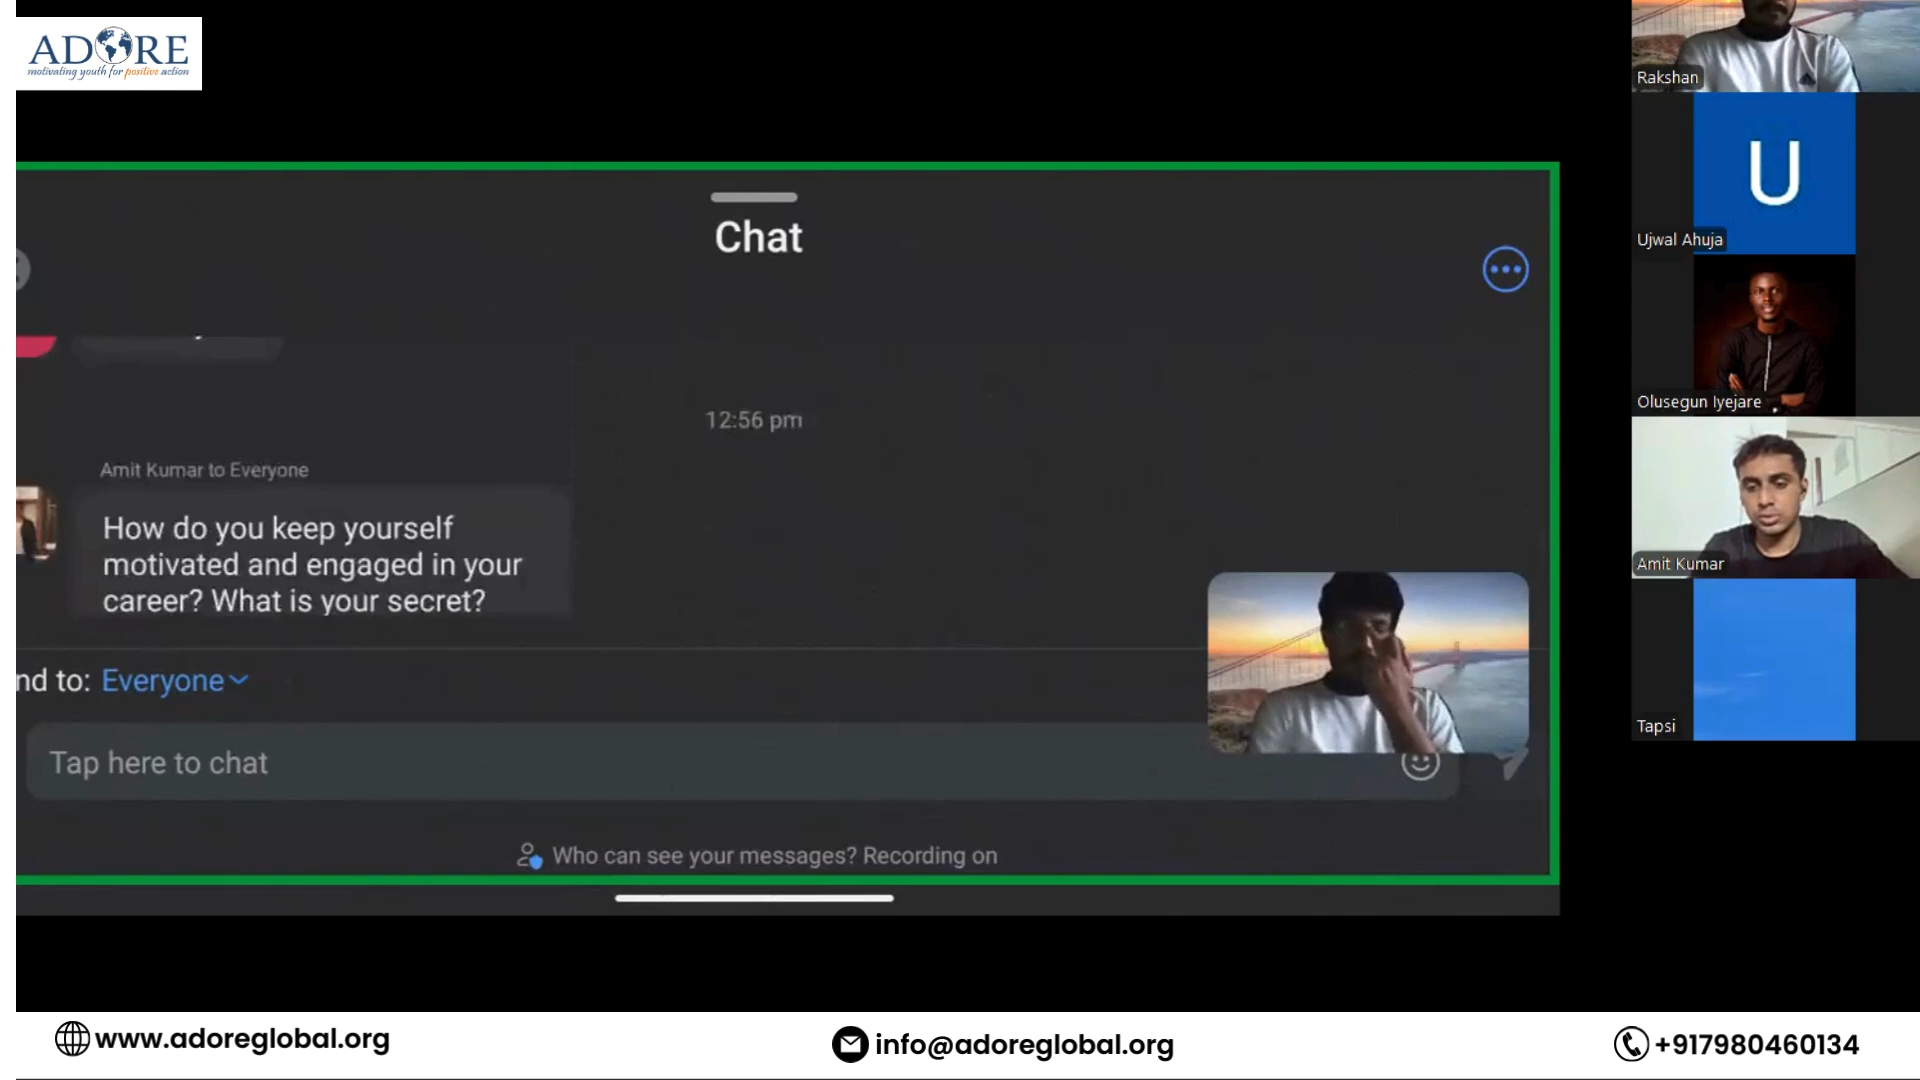 ADORE
motivating youth for positive action
Rakshan
U
Ujwal Ahuja
Olusegun Iyejare
Amit Kumar
Tapsi
Chat
12:56 pm
Amit Kumar to Everyone
How do you keep yourself
motivated and engaged in your
career? What is your secret?
nd to: Everyone
Tap here to chat
Who can see your messages? Recording on
www.adoreglobal.org
info@adoreglobal.org
+917980460134